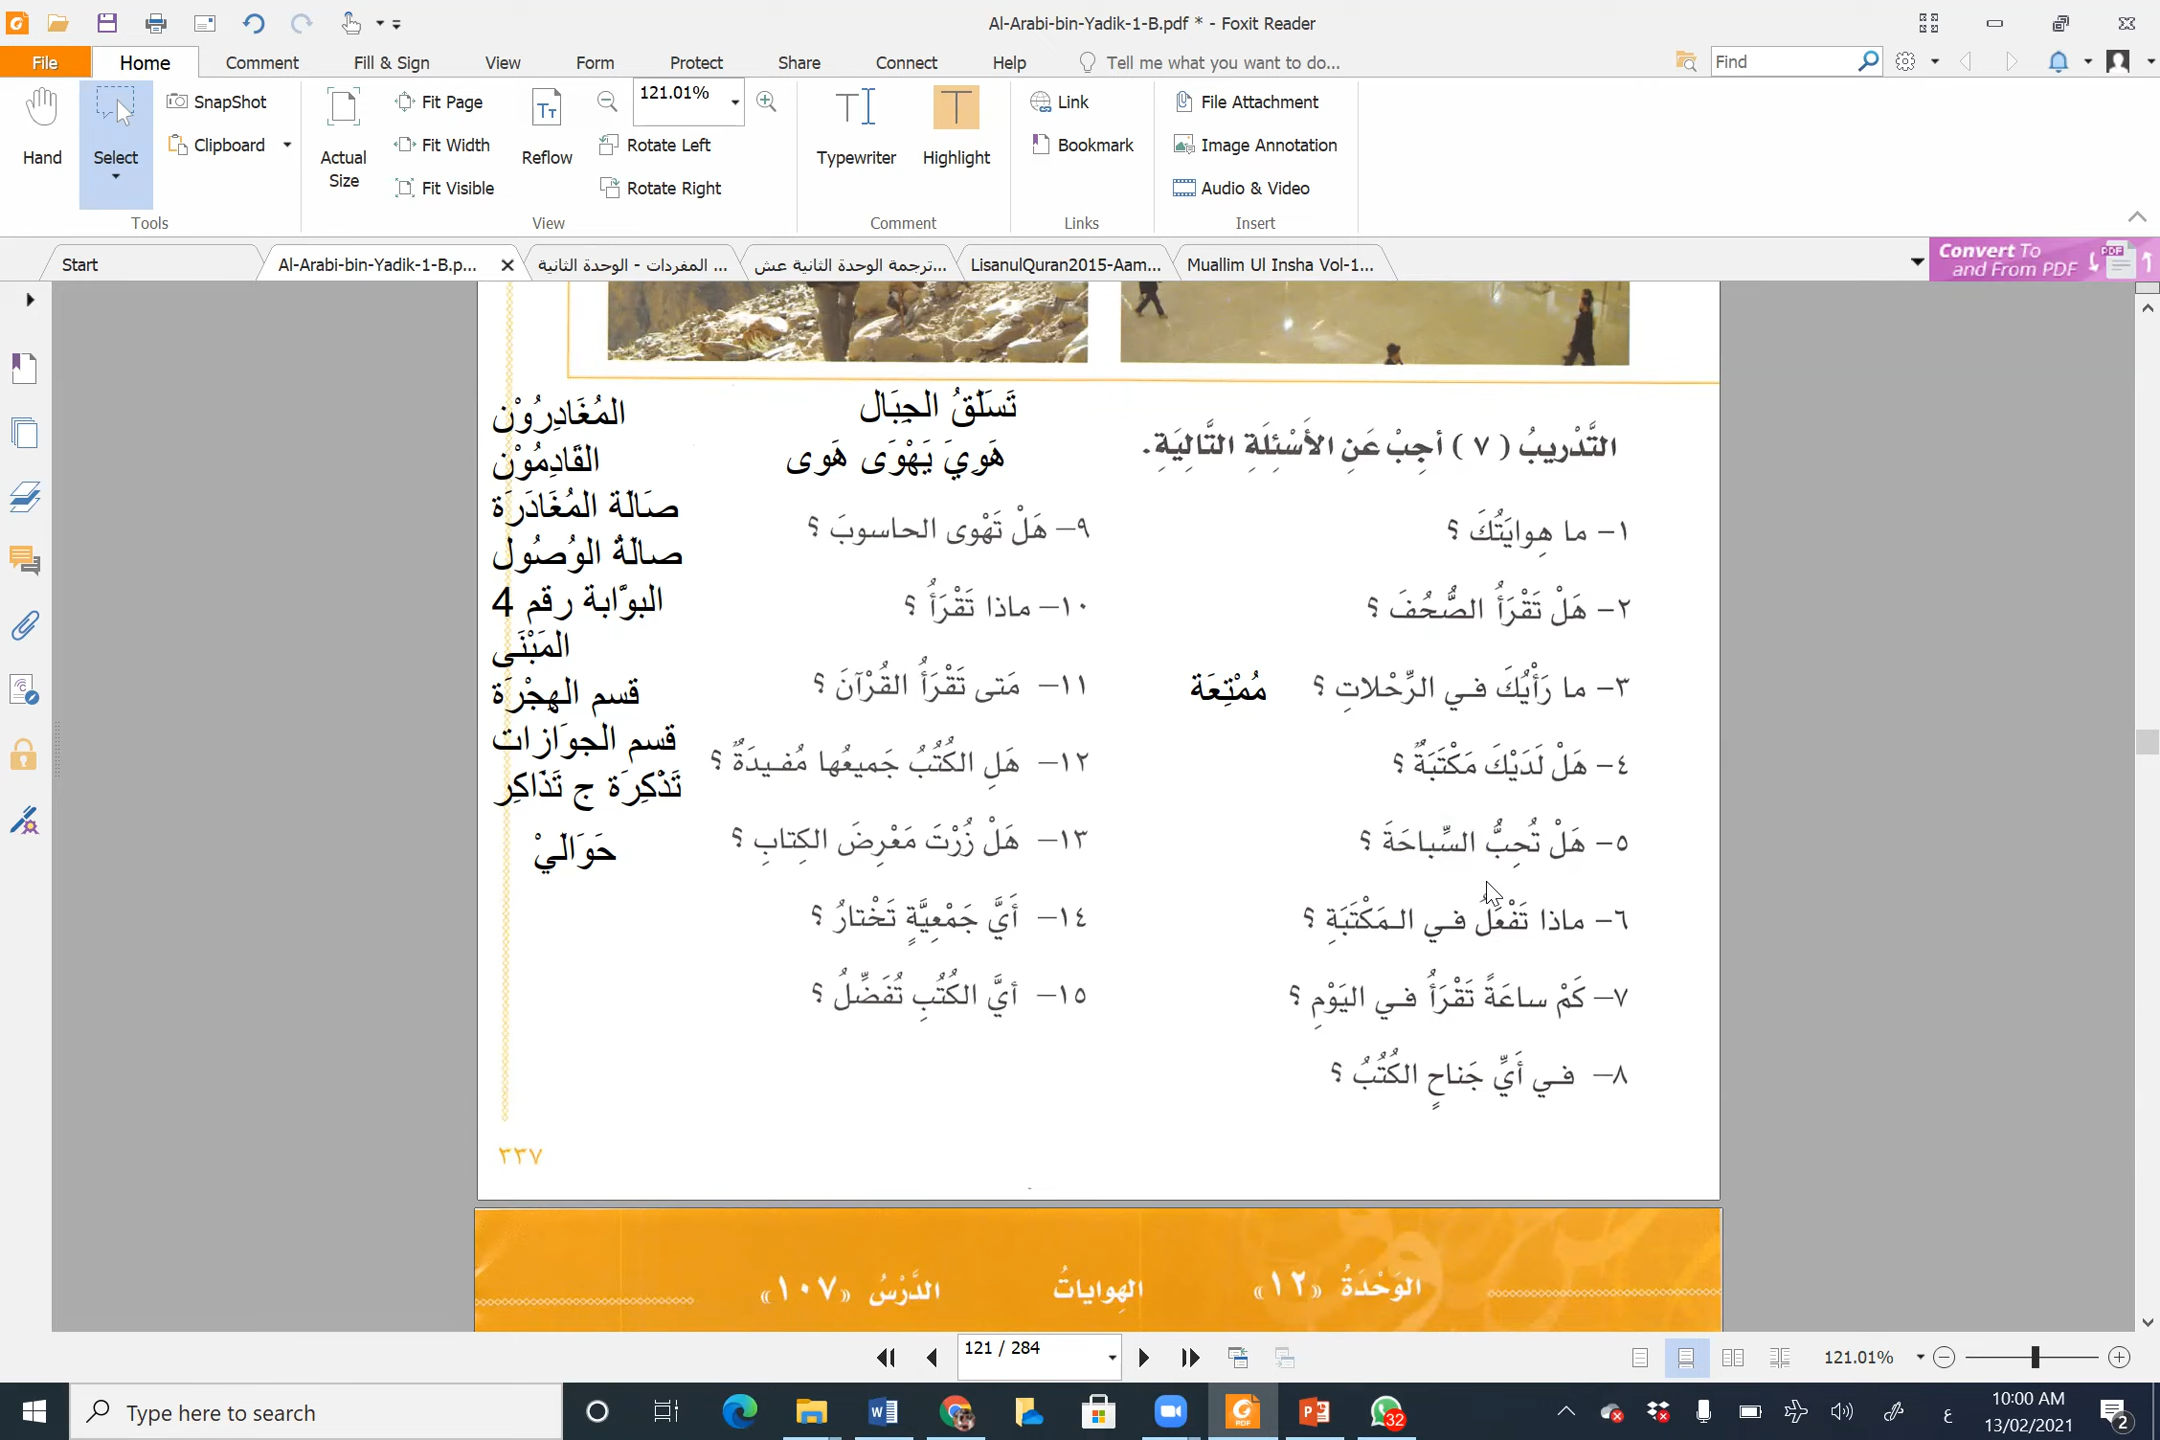 Al-Arabi-bin-Yadik-1-B.pdf * - Foxit Reader
File
Home
Comment
Fill & Sign
View
Form
Protect
Share
Connect
Help
Tell me what you want to do...
Find
Hand
Select
SnapShot
Clipboard
Tools
Actual Size
Fit Page
Fit Width
Fit Visible
Reflow
121.01%
Rotate Left
Rotate Right
View
Typewriter
Highlight
Comment
Link
Bookmark
Links
File Attachment
Image Annotation
Audio & Video
Insert
Start
Al-Arabi-bin-Yadik-1-B.p...
المفردات - الوحدة الثانية ...
ترجمة الوحدة الثانية عش...
LisanulQuran2015-Aam...
Muallim Ul Insha Vol-1...
Convert To
and From PDF
PDF
التَّدْرِيبُ ( ٧ ) أَجِبْ عَنِ الأَسْئِلَةِ التَّالِيَةِ .
١– ما هِوايَتُكَ ؟
٢– هَلْ تَقْرَأُ الصُّحُفَ ؟
٣– ما رَأْيُكَ في الرِّحْلاتِ ؟ مُمْتِعَة
٤– هَلْ لَدَيْكَ مَكْتَبَةٌ ؟
٥– هَلْ تُحِبُّ السِّباحَةَ ؟
٦– ماذا تَفْعَلُ في المَكْتَبَةِ ؟
٧– كَمْ ساعَةً تَقْرَأُ في اليَوْمِ ؟
٨– في أَيِّ جَناحٍ الكُتُبُ ؟
تَسَلُّقُ الجِبَال
هَوِيَ يَهْوَى هَوى
٩– هَلْ تَهْوى الحاسوبَ ؟
١٠– ماذا تَقْرَأُ ؟
١١– مَتى تَقْرَأُ القُرْآنَ ؟
١٢– هَلِ الكُتُبُ جَميعُها مُفيدَةٌ ؟
١٣– هَلْ زُرْتَ مَعْرِضَ الكِتابِ ؟
١٤– أَيَّ جَمْعِيَّةٍ تَخْتارُ ؟
١٥– أيَّ الكُتُبِ تُفَضِّلُ ؟
المُغَادِرُوْن
القَادِمُوْن
صَالَة المُغَادَرَة
صالَةُ الوُصُول
البوَّابة رقم 4
المَبْنَى
قسم الهِجْرَة
قسم الجوَازات
تَذْكِرَة ج تَذَاكِر
حَوَالَيْ
٣٣٧
الوَحْدَةُ «١٢»
الهِواياتُ
الدَّرْسُ «١٠٧»
121 / 284
121.01%
Type here to search
PDF
32
ع
10:00 AM
13/02/2021
2